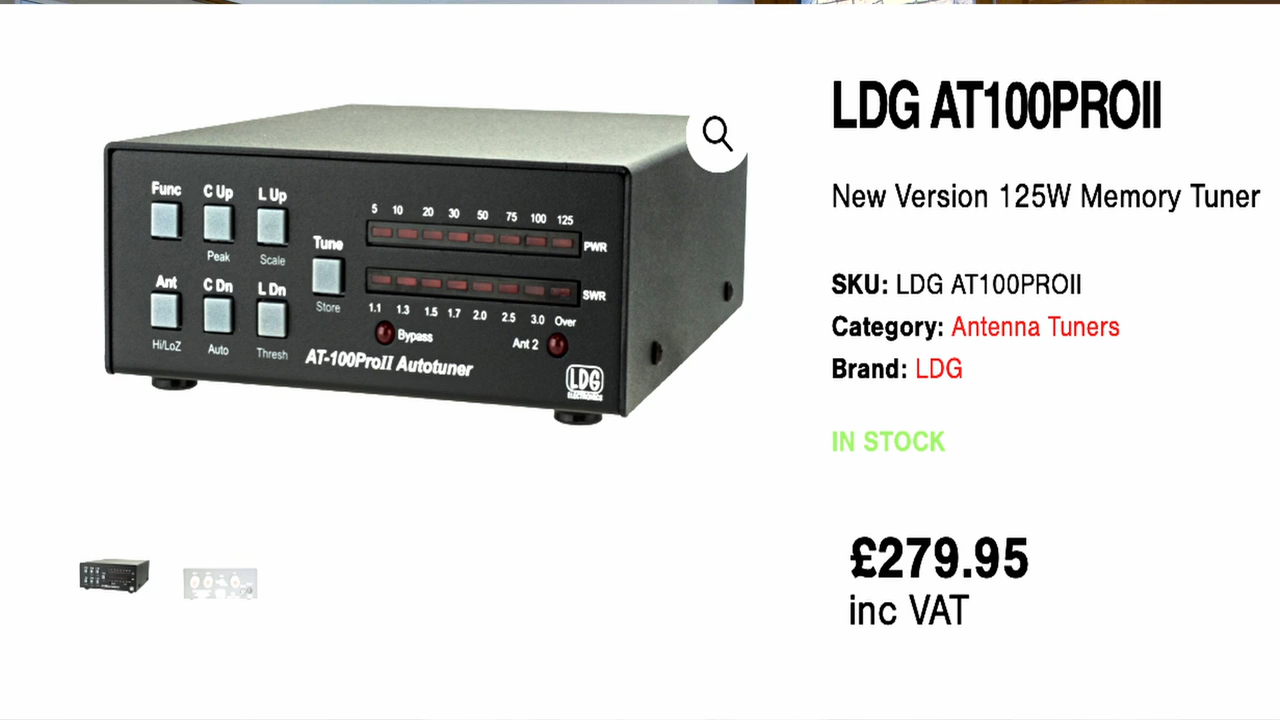 LDG AT100PROII
New Version 125W Memory Tuner
SKU: LDG AT100PROII
Category: Antenna Tuners
Brand: LDG
IN STOCK
£279.95
inc VAT
Func C Up L Up
Peak Scale
Ant C Dn L Dn
Hi/LoZ Auto Thresh
Tune
Store
5 10 20 30 50 75 100 125
PWR
SWR
1.1 1.3 1.5 1.7 2.0 2.5 3.0 Over
Bypass Ant 2
AT-100ProII Autotuner
LDG
ELECTRONICS